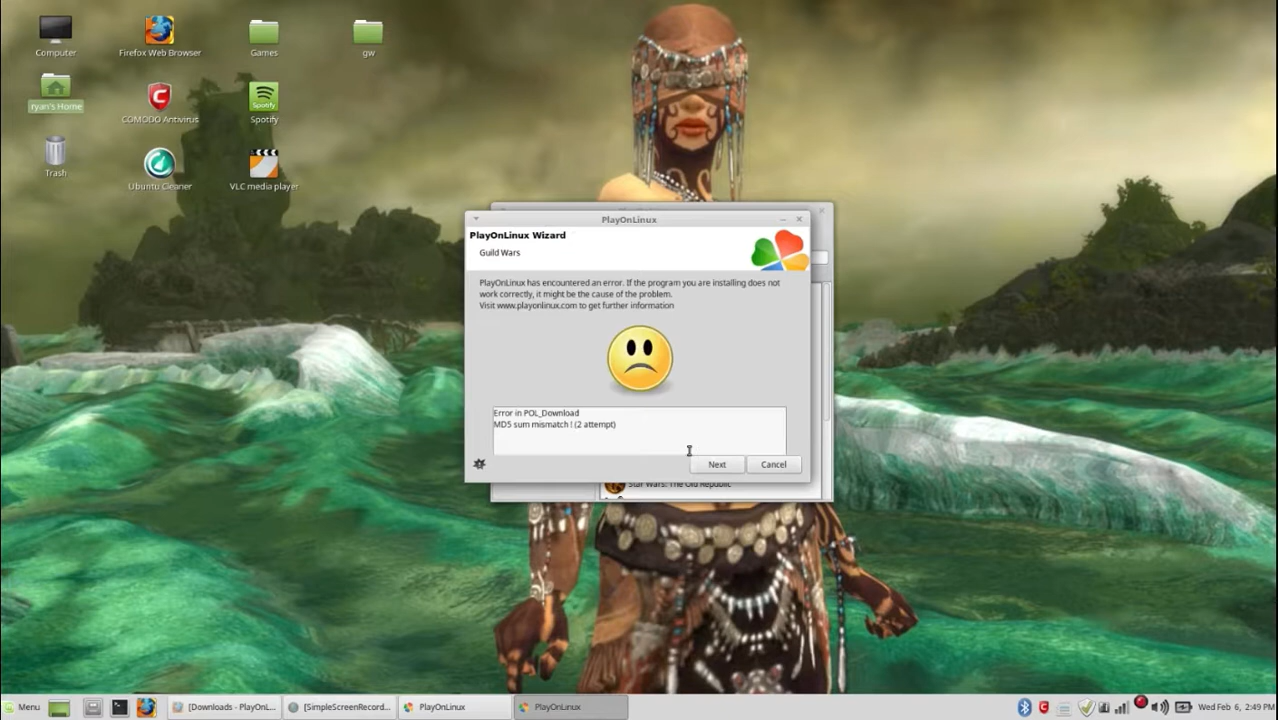 Computer
Firefox Web Browser
Games
gw
ryan's Home
COMODO Antivirus
Spotify
Spotify
Trash
Ubuntu Cleaner
VLC media player
PlayOnLinux
PlayOnLinux Wizard
Guild Wars
PlayOnLinux has encountered an error. If the program you are installing does not
work correctly, it might be the cause of the problem.
Visit www.playonlinux.com to get further information
Error in POL_Download
MD5 sum mismatch ! (2 attempt)
Next
Cancel
Star Wars: The Old Republic
Menu
[Downloads - PlayOnL...
[SimpleScreenRecord...
PlayOnLinux
PlayOnLinux
Wed Feb 6, 2:49 PM